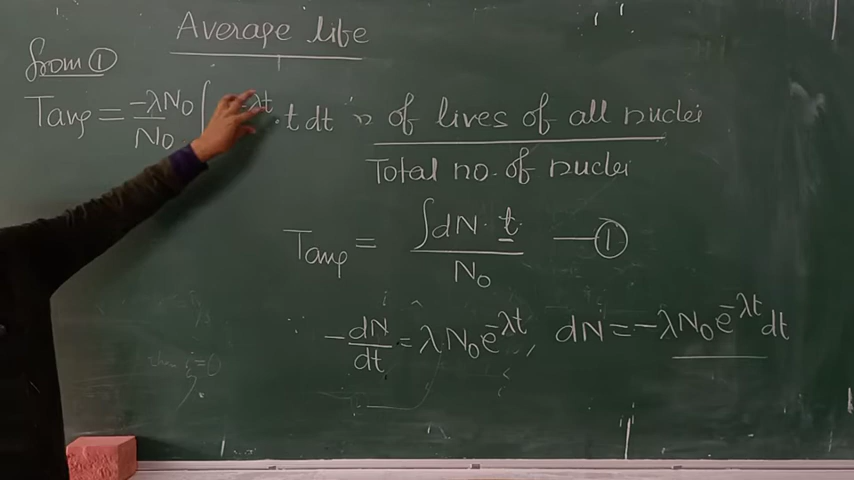 Average life
from ①
Tavg = -λN₀/N₀ ∫ -λt . t dt
n of lives of all nuclei
Total no. of nuclei
Tavg = ∫dN. t/N₀ — ①
-dN/dt = λN₀e^-λt, dN = -λN₀e^-λt dt